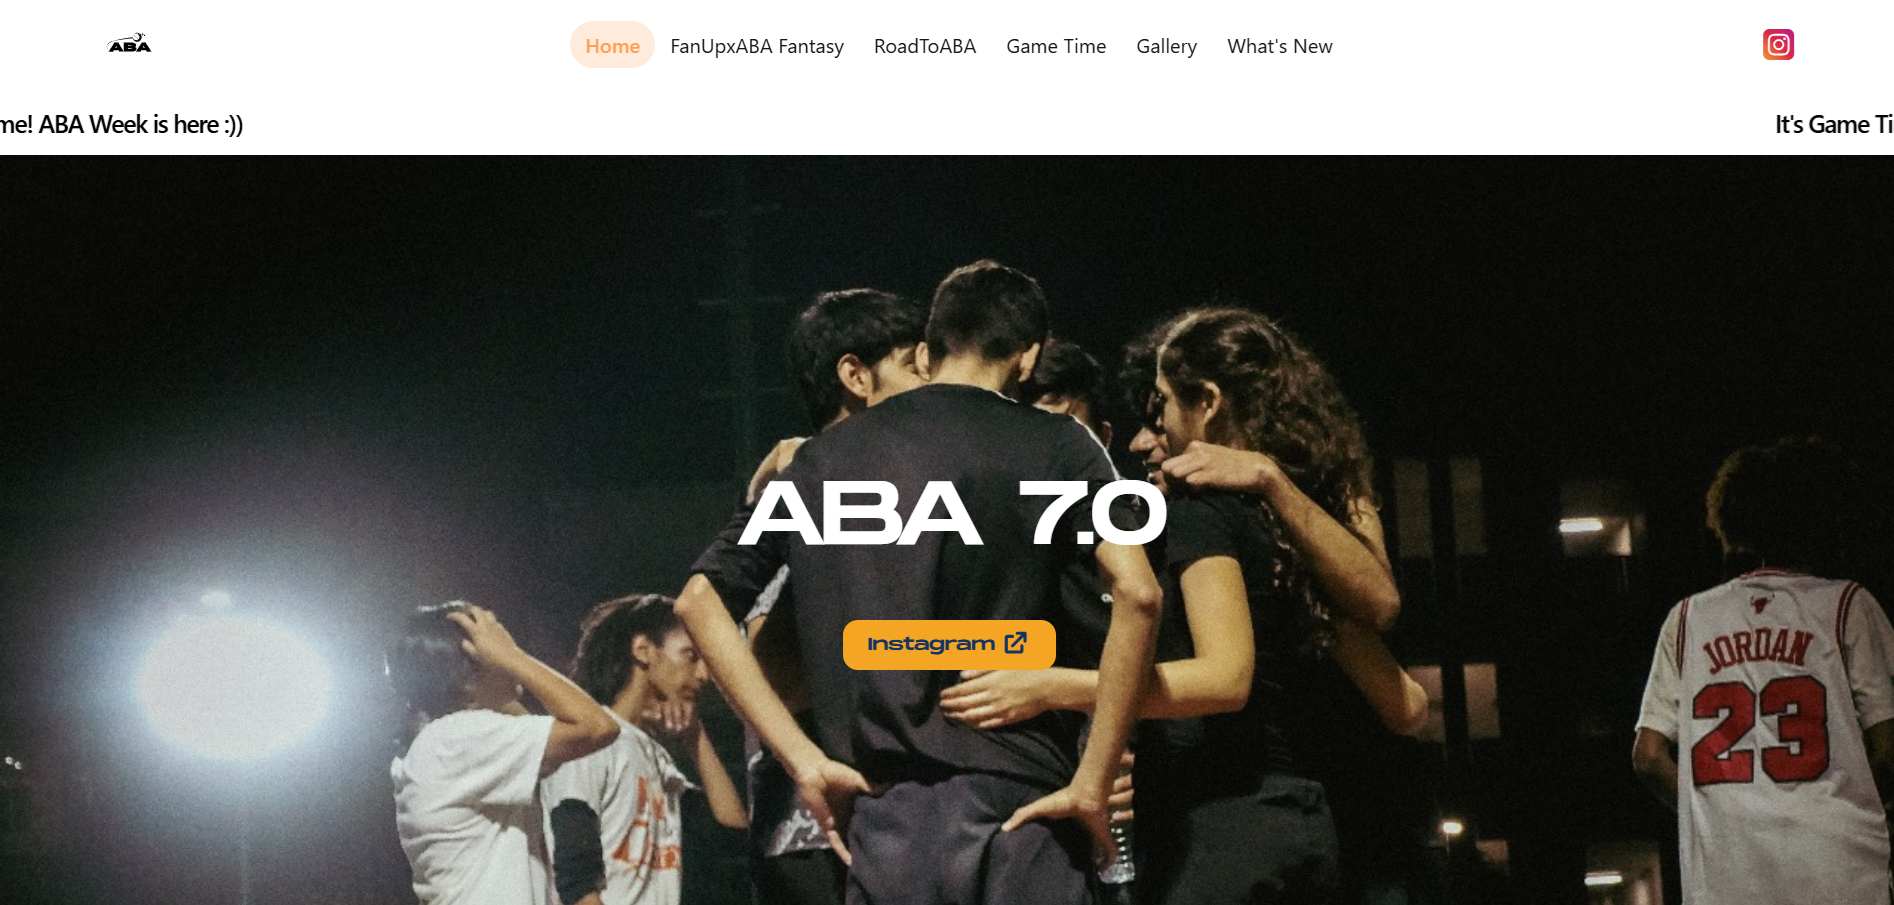 ABA
Home FanUpxABA Fantasy RoadToABA Game Time Gallery What's New
me! ABA Week is here :)) It's Game Ti
ABA 7.0
Instagram
JORDAN
23